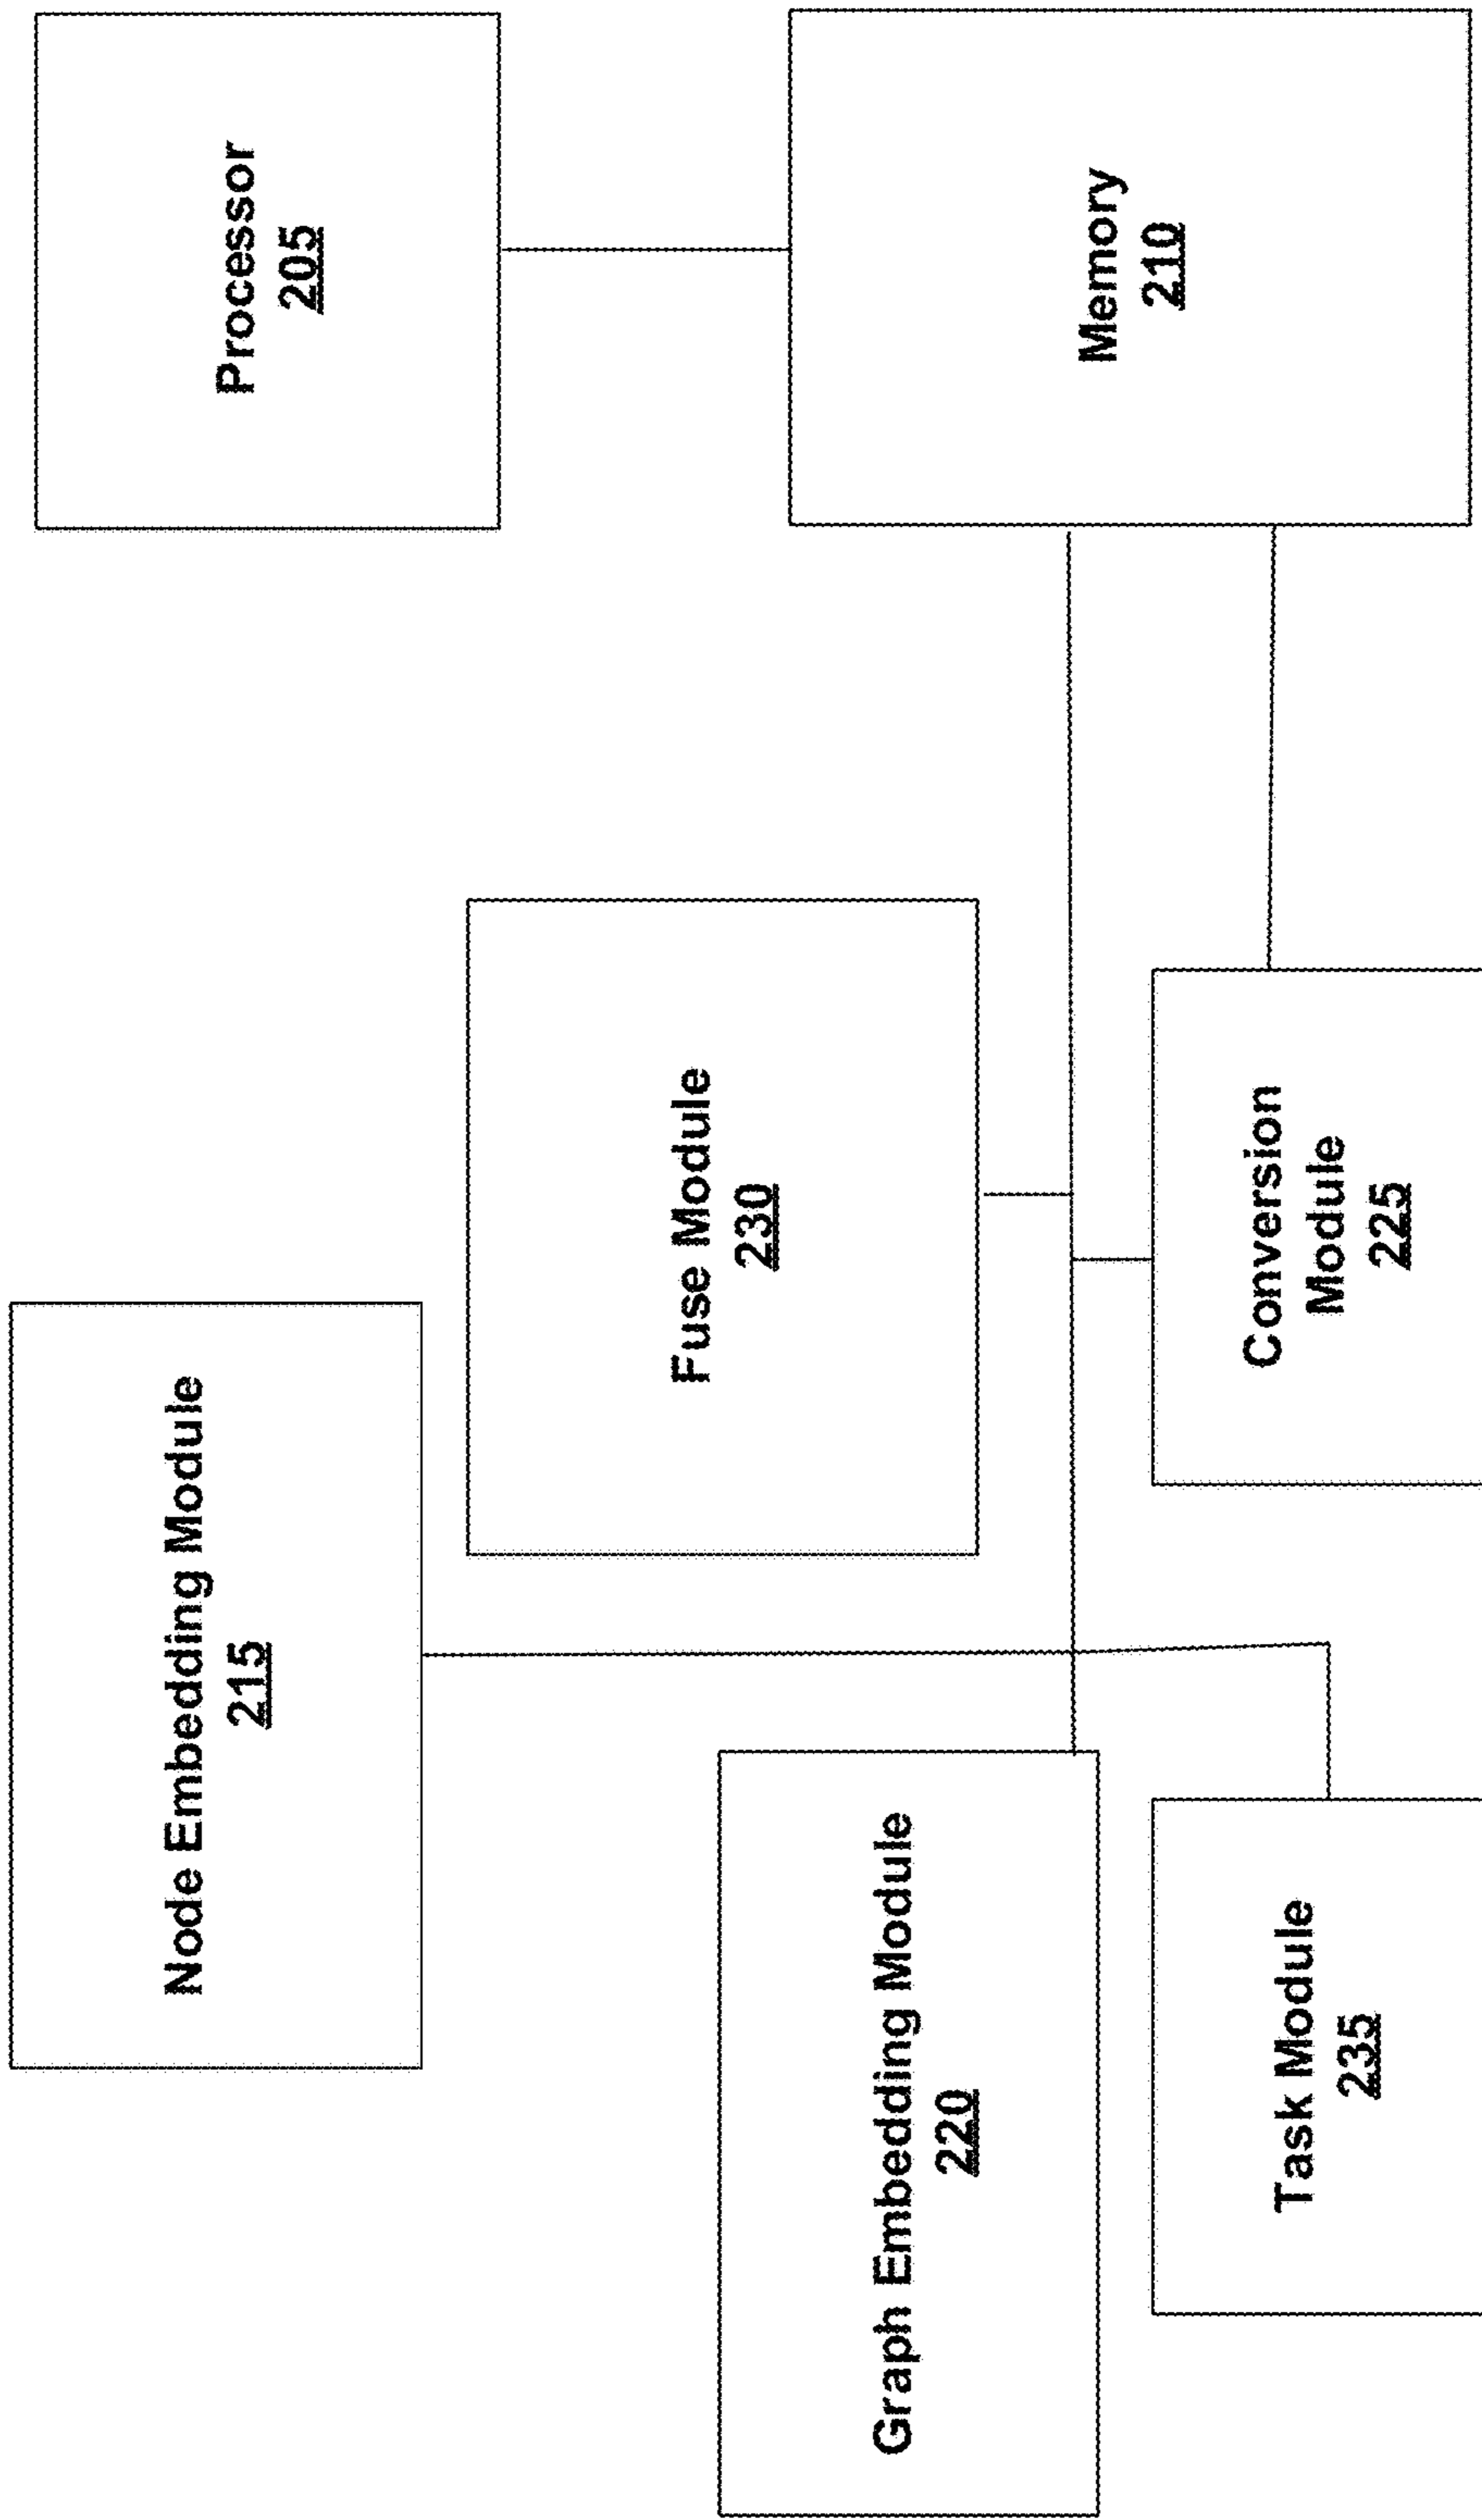 Processor
205
Memory
210
Node Embedding Module
215
Fuse Module
230
Conversion
Module
225
Graph Embedding Module
220
Task Module
235